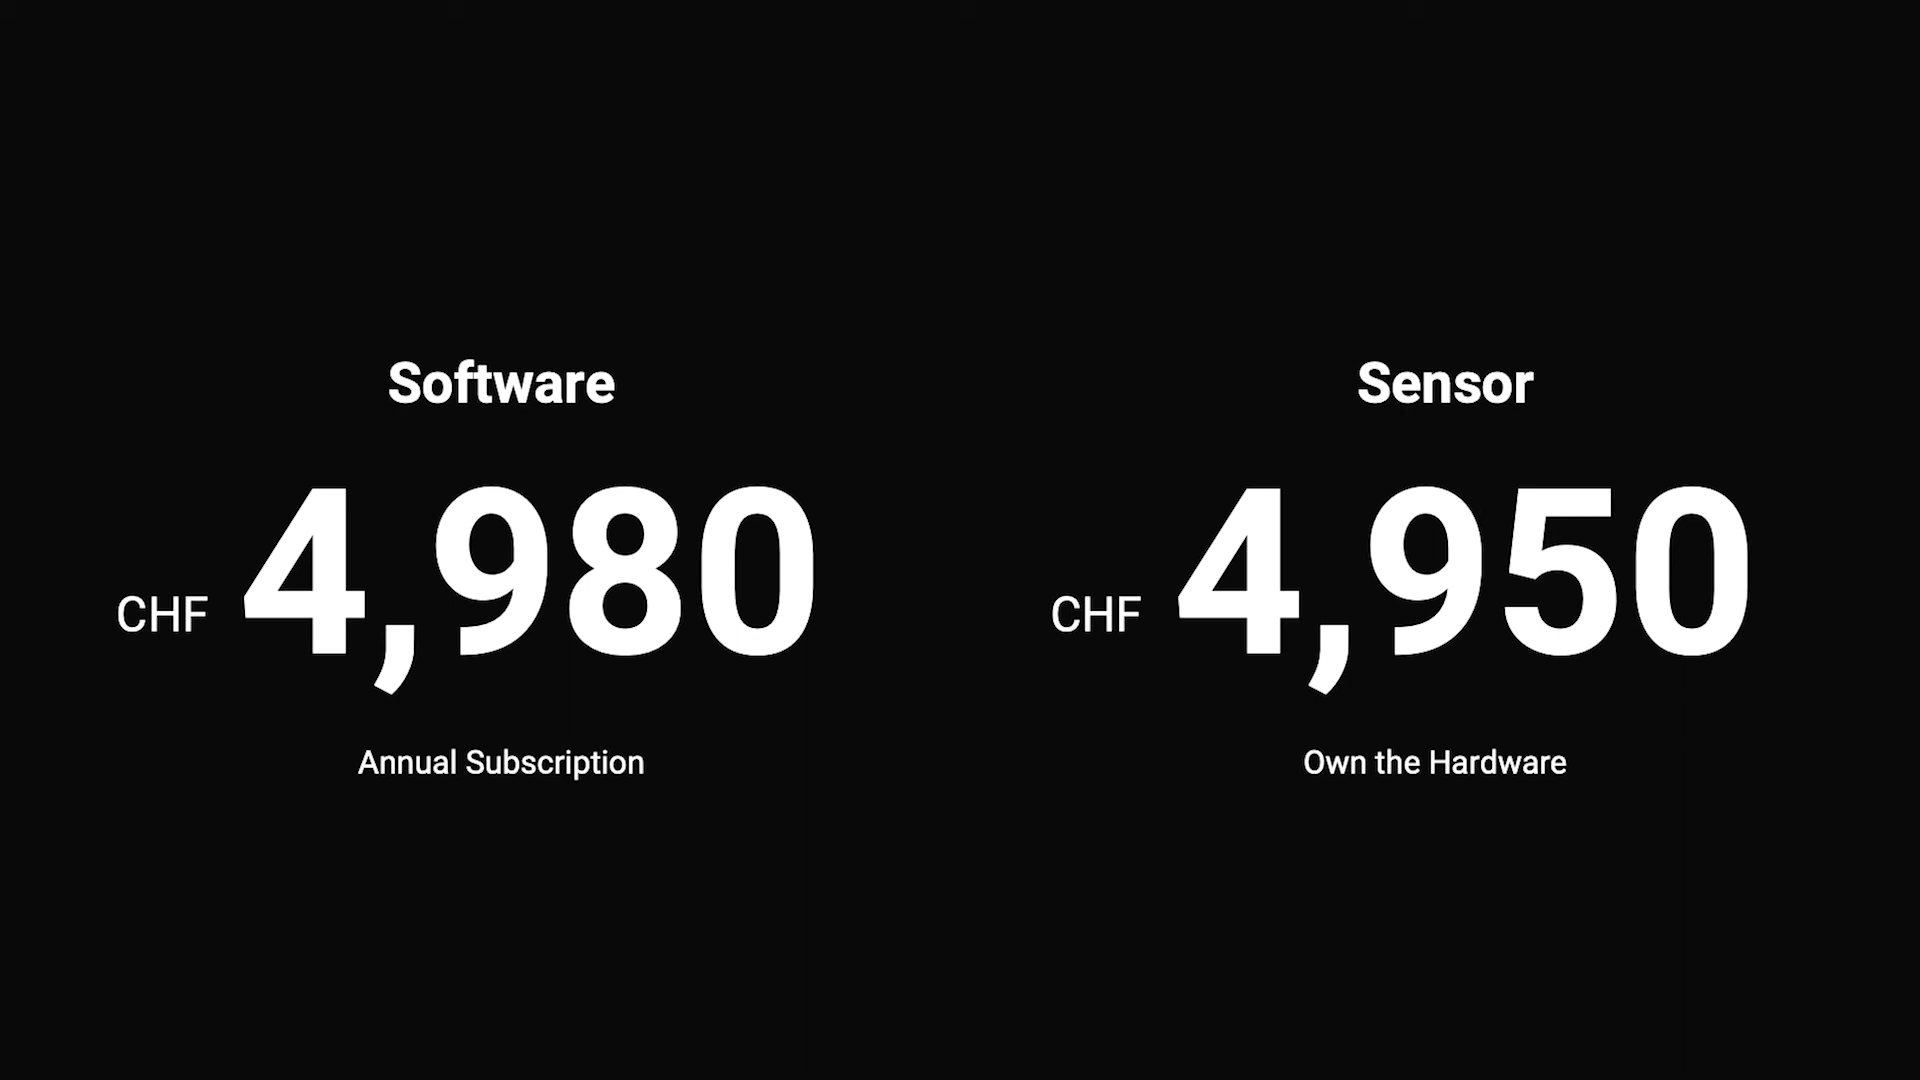 Software
CHF 4,980
Annual Subscription
Sensor
CHF 4,950
Own the Hardware